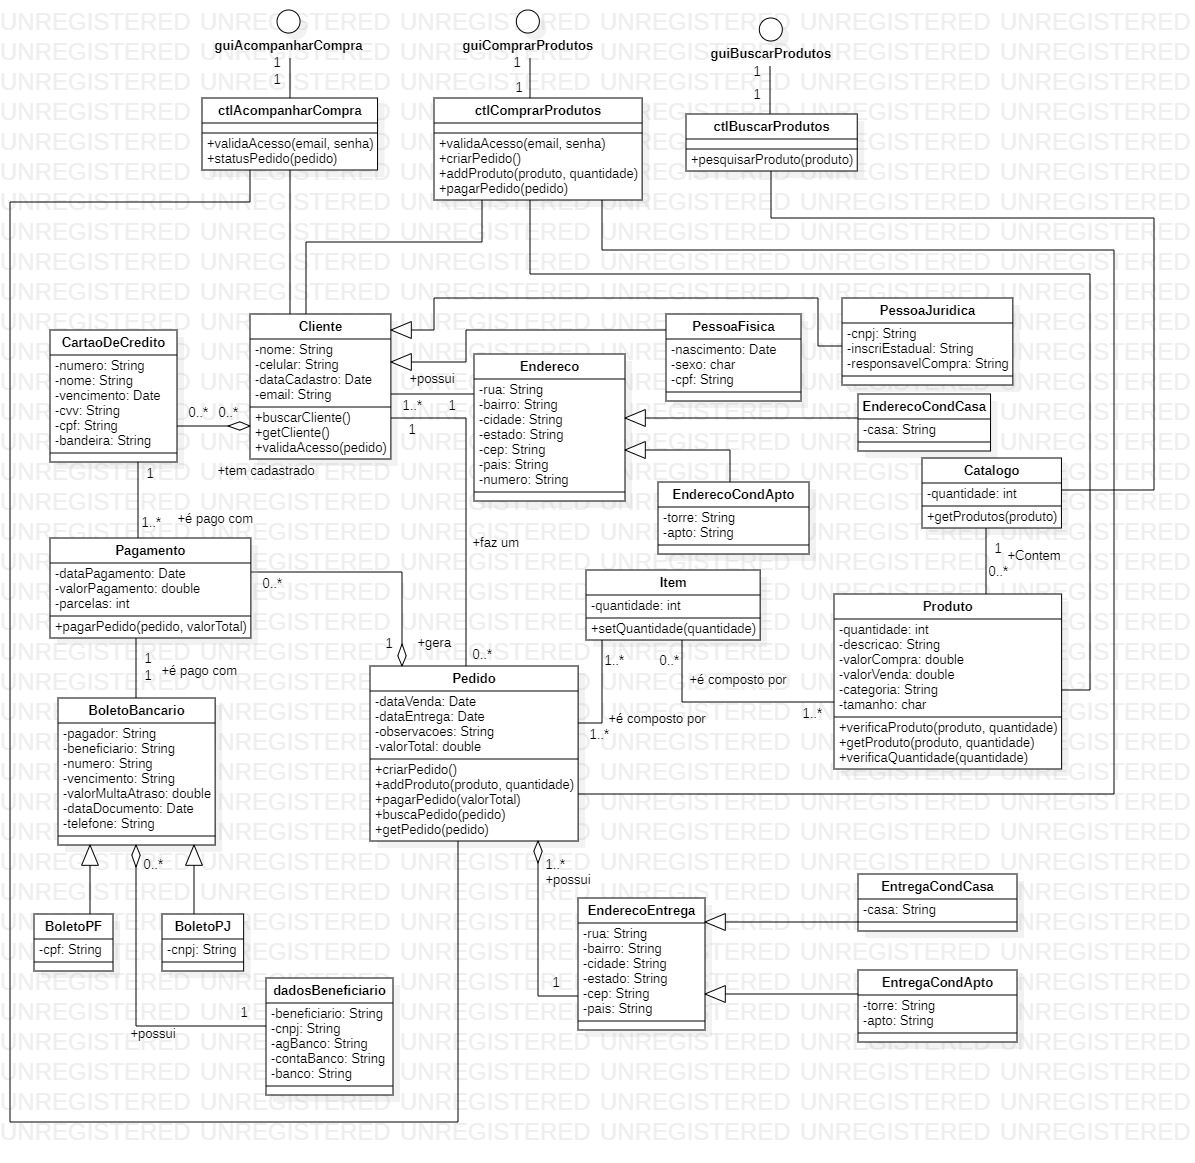 guiAcompanharCompra
1
1
guiComprarProdutos
1
1
guiBuscarProdutos
1
1
ctlAcompanharCompra
+validaAcesso(email, senha)
+statusPedido(pedido)
ctlComprarProdutos
+validaAcesso(email, senha)
+criarPedido()
+addProduto(produto, quantidade)
+pagarPedido(pedido)
ctlBuscarProdutos
+pesquisarProduto(produto)
CartaoDeCredito
-numero: String
-nome: String
-vencimento: Date
-cvv: String
-cpf: String
-bandeira: String
0..*
0..*
+tem cadastrado
Cliente
-nome: String
-celular: String
-dataCadastro: Date
-email: String
+buscarCliente()
+getCliente()
+validaAcesso(pedido)
+possui
1..*
1
1
Endereco
-rua: String
-bairro: String
-cidade: String
-estado: String
-cep: String
-pais: String
-numero: String
PessoaFisica
-nascimento: Date
-sexo: char
-cpf: String
PessoaJuridica
-cnpj: String
-inscriEstadual: String
-responsavelCompra: String
EnderecoCondCasa
-casa: String
EnderecoCondApto
-torre: String
-apto: String
Catalogo
-quantidade: int
+getProdutos(produto)
1
+Contem
0..*
1
1..*
+é pago com
+faz um
Pagamento
-dataPagamento: Date
-valorPagamento: double
-parcelas: int
+pagarPedido(pedido, valorTotal)
0..*
1
+gera
0..*
1
1
+é pago com
Item
-quantidade: int
+setQuantidade(quantidade)
1..*
0..*
+é composto por
1..*
+é composto por
1..*
Produto
-quantidade: int
-descricao: String
-valorCompra: double
-valorVenda: double
-categoria: String
-tamanho: char
+verificaProduto(produto, quantidade)
+getProduto(produto, quantidade)
+verificaQuantidade(quantidade)
BoletoBancario
-pagador: String
-beneficiario: String
-numero: String
-vencimento: String
-valorMultaAtraso: double
-dataDocumento: Date
-telefone: String
Pedido
-dataVenda: Date
-dataEntrega: Date
-observacoes: String
-valorTotal: double
+criarPedido()
+addProduto(produto, quantidade)
+pagarPedido(valorTotal)
+buscaPedido(pedido)
+getPedido(pedido)
0..*
1..*
+possui
1
BoletoPF
-cpf: String
BoletoPJ
-cnpj: String
1
+possui
dadosBeneficiario
-beneficiario: String
-cnpj: String
-agBanco: String
-contaBanco: String
-banco: String
EnderecoEntrega
-rua: String
-bairro: String
-cidade: String
-estado: String
-cep: String
-pais: String
EntregaCondCasa
-casa: String
EntregaCondApto
-torre: String
-apto: String
UNREGISTERED